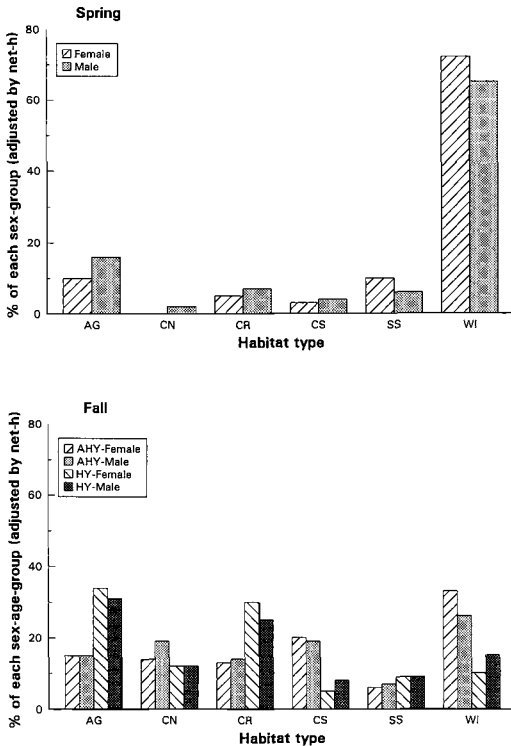 Spring
% of each sex-group (adjusted by net-h)
80
60
40
20
0
Female
Male
AG CN CR CS SS WI
Habitat type
Fall
% of each sex-age-group (adjusted by net-h)
80
60
40
20
0
AHY-Female
AHY-Male
HY-Female
HY-Male
AG CN CR CS SS WI
Habitat type